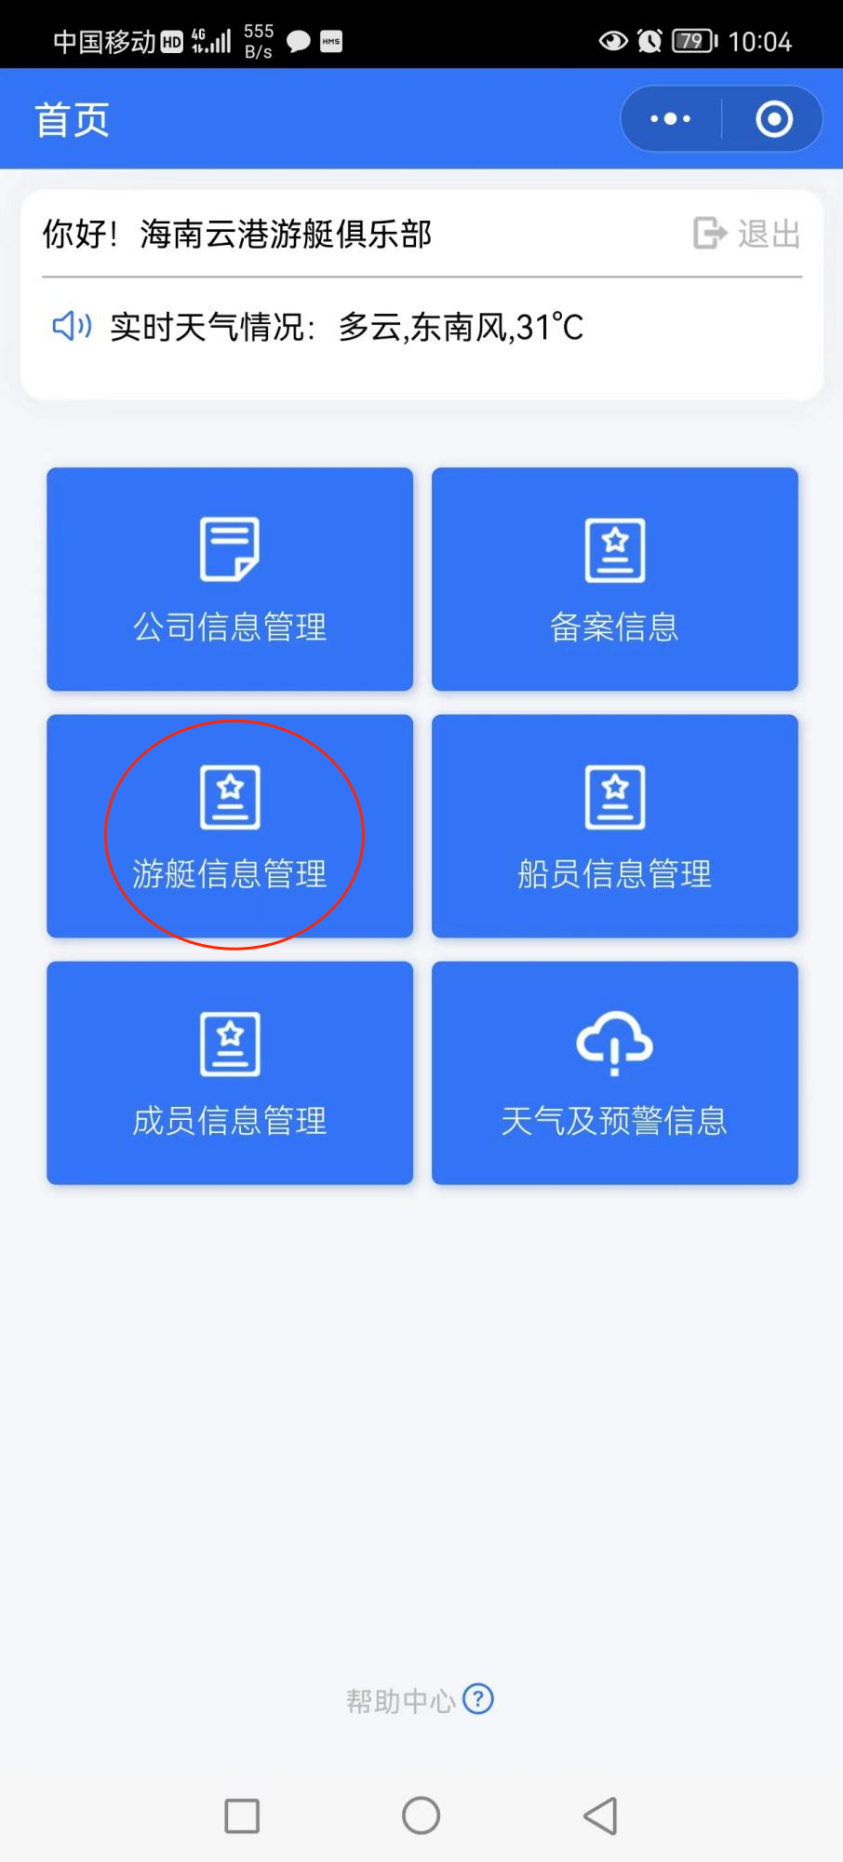 中国移动 HD 4G 555 B/s HMS 79 10:04
首页
你好！海南云港游艇俱乐部 退出
实时天气情况：多云,东南风,31℃
公司信息管理 备案信息
游艇信息管理 船员信息管理
成员信息管理 天气及预警信息
帮助中心 ?